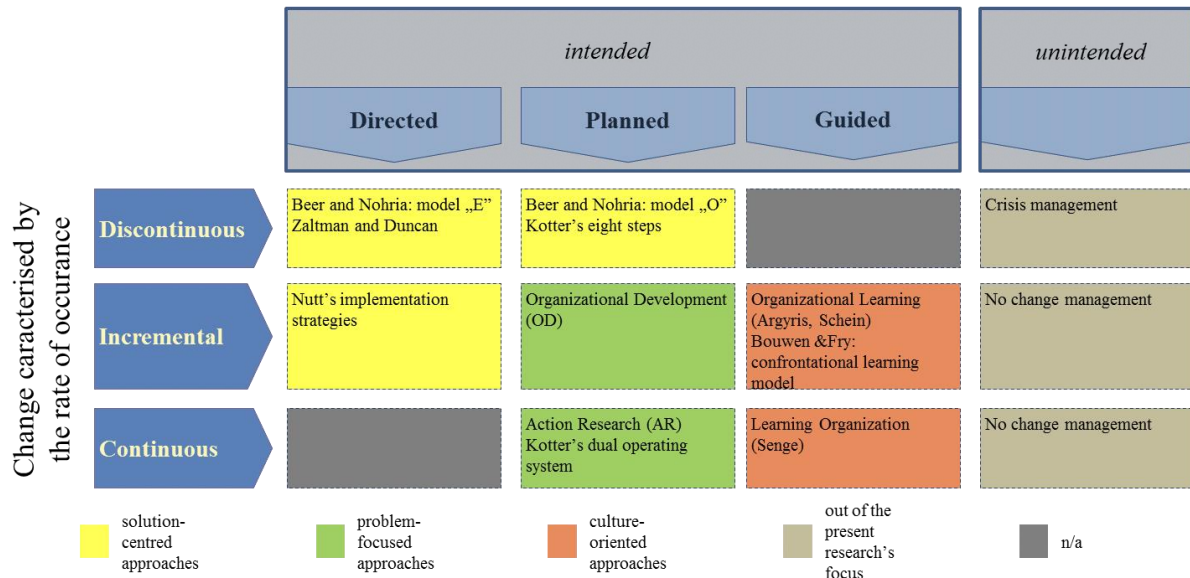 intended
unintended
Directed
Planned
Guided
Change caracterised by
the rate of occurance
Discontinuous
Beer and Nohria: model „E”
Zaltman and Duncan
Beer and Nohria: model „O”
Kotter’s eight steps
Crisis management
Incremental
Nutt’s implementation
strategies
Organizational Development
(OD)
Organizational Learning
(Argyris, Schein)
Bouwen &Fry:
confrontational learning
model
No change management
Continuous
Action Research (AR)
Kotter’s dual operating
system
Learning Organization
(Senge)
No change management
solution-
centred
approaches
problem-
focused
approaches
culture-
oriented
approaches
out of the
present
research’s
focus
n/a